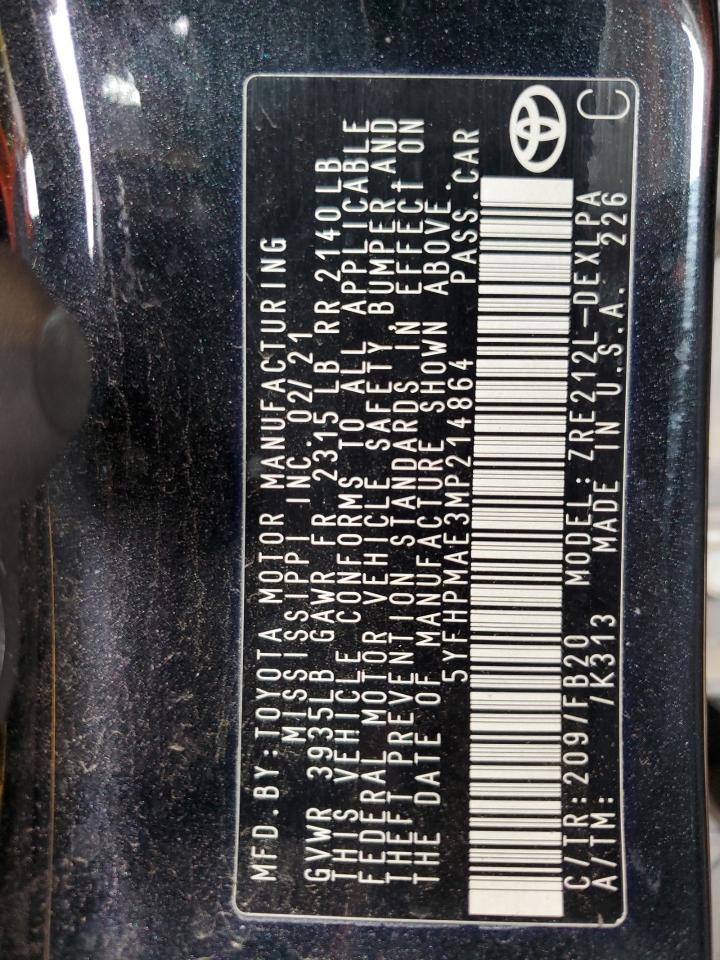 MFD.BY:TOYOTA MOTOR MANUFACTURING
MISSISSIPPI INC. 02/21
GVWR 3935LB GAWR FR 2315 LB RR 2140LB
THIS VEHICLE CONFORMS TO ALL APPLICABLE
FEDERAL MOTOR VEHICLE SAFETY, BUMPER AND
THEFT PREVENTION STANDARDS IN EFFECT ON
THE DATE OF MANUFACTURE SHOWN ABOVE.
5YFHPMAE3MP214864 PASS.CAR
C/TR:209/FB20 MODEL:ZRE212L-DEXLPA
A/TM: /K313 MADE IN U.S.A. 226
C